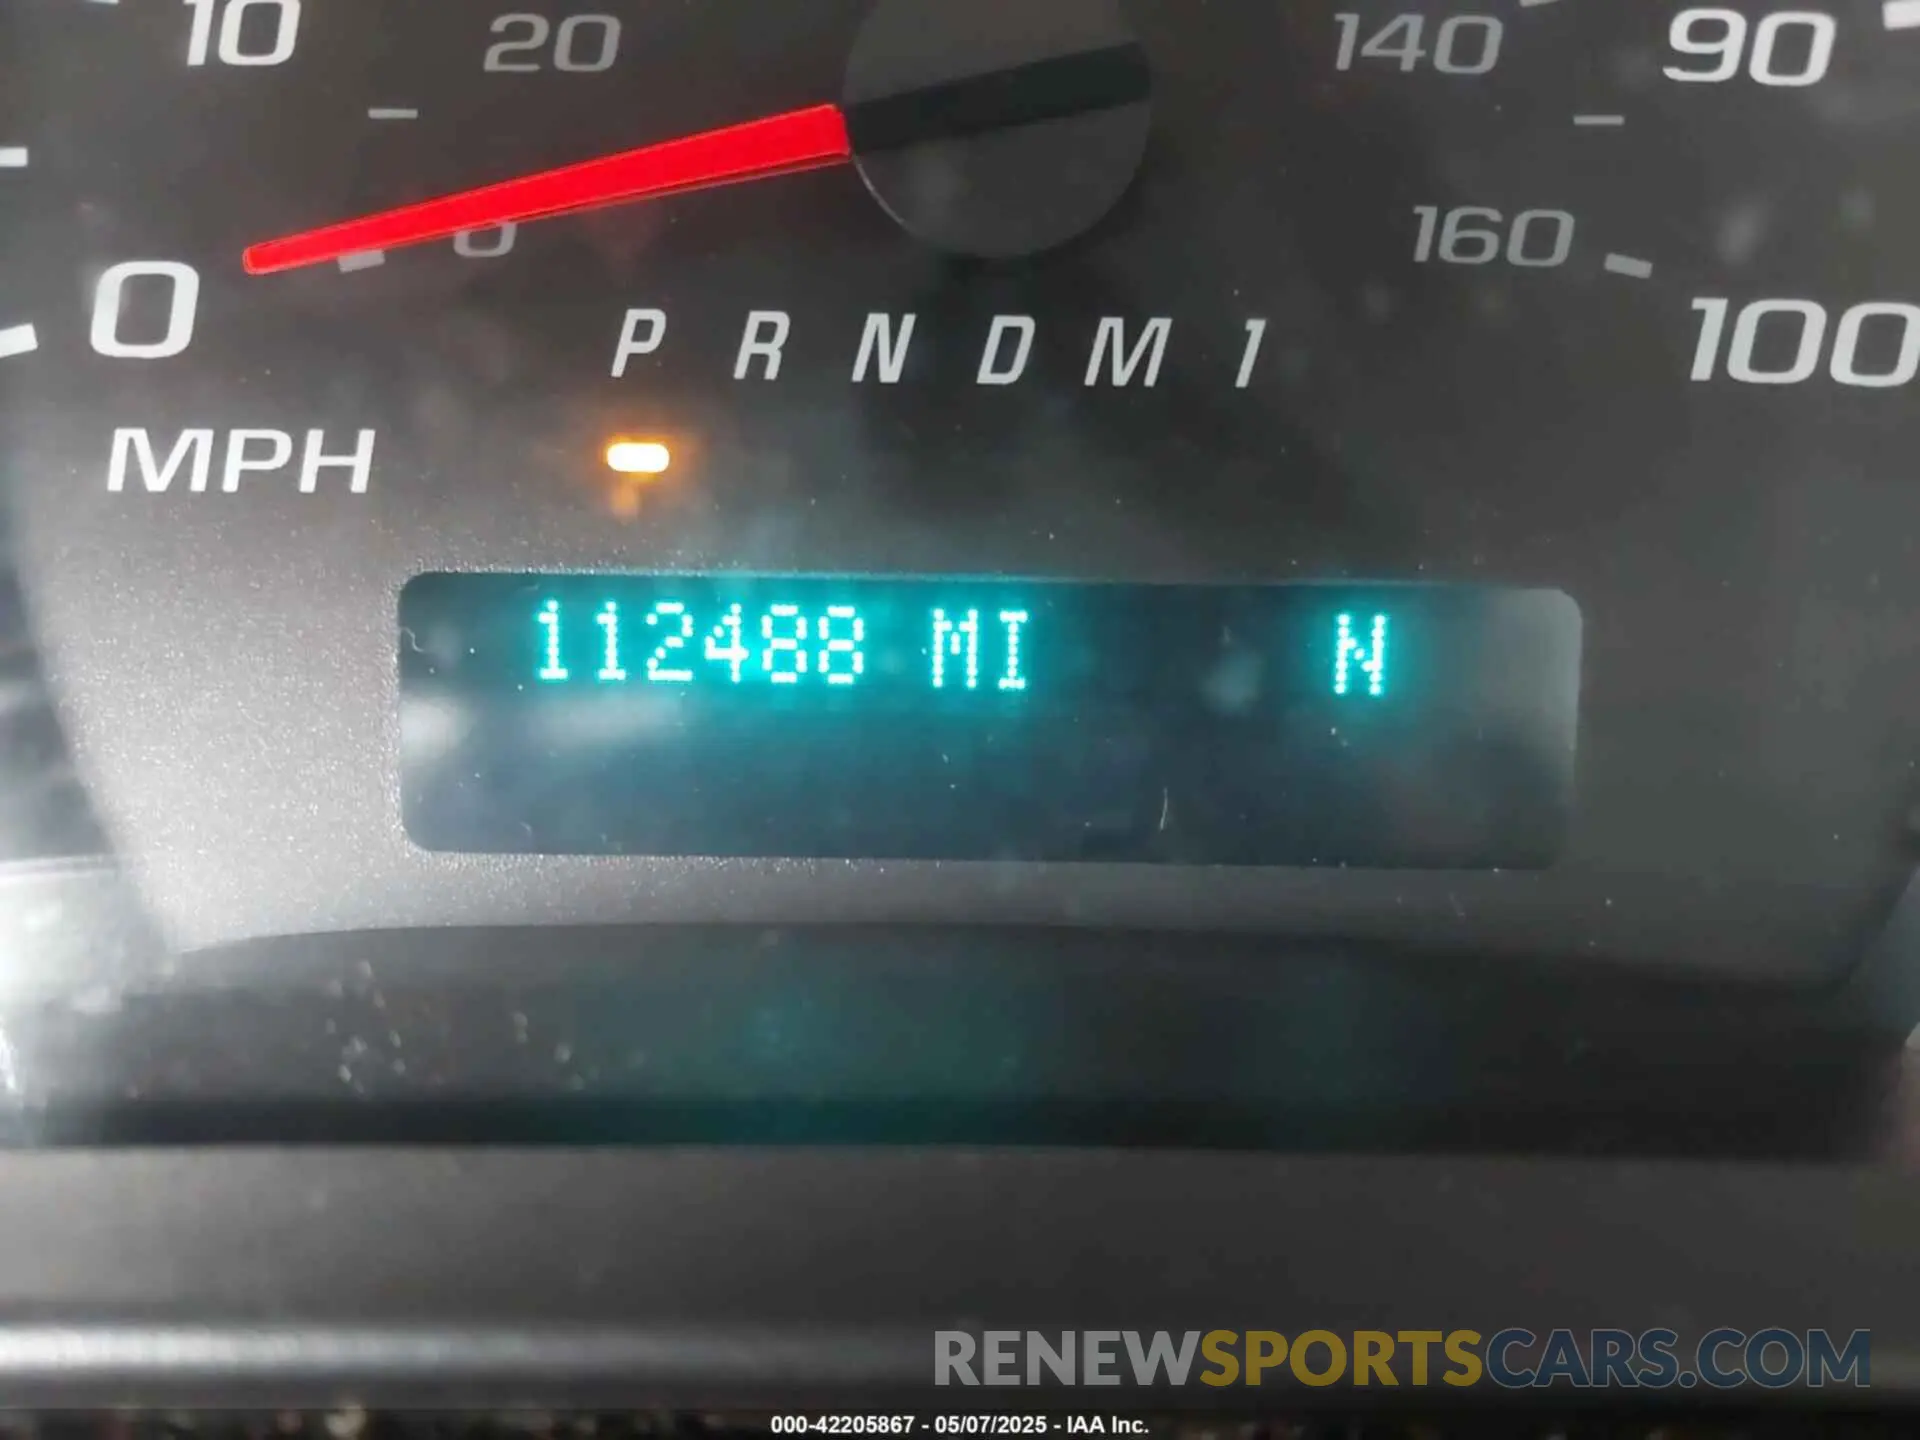 10 20 140 90
0 0 160 100
P R N D M 1
MPH
112488 MI N
RENEWSPORTSCARS.COM
000-42205867 - 05/07/2025 - IAA Inc.